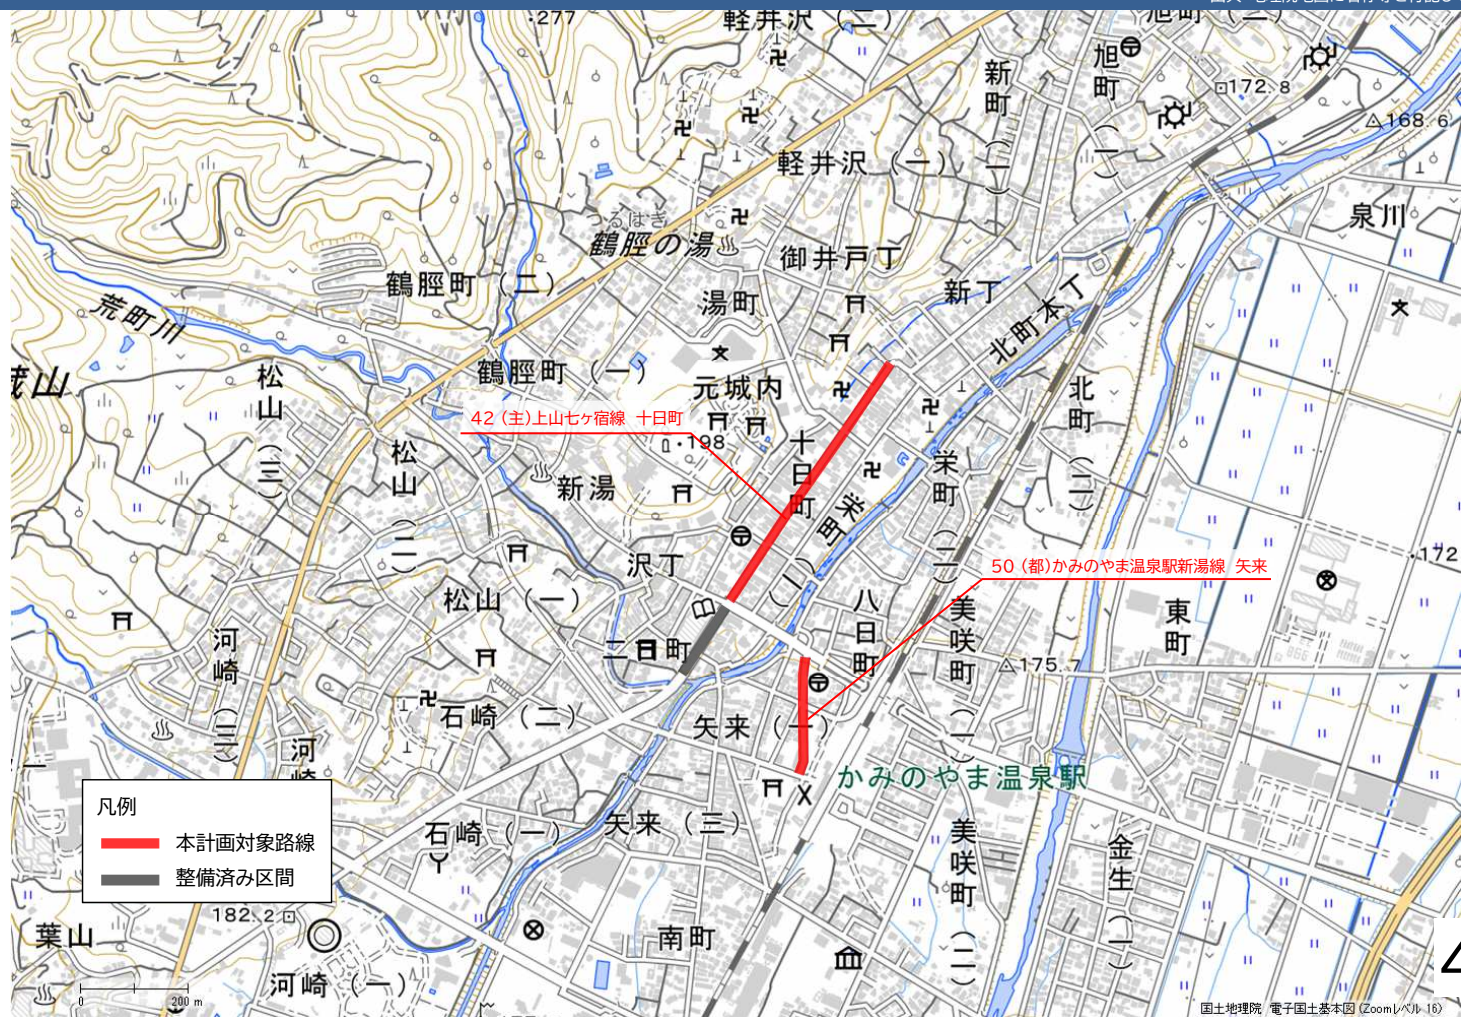 277
軽井沢（二）
旭町（二）
旭町（一）
新町（二）
172.8
168.6
軽井沢（一）
泉川
つるはぎ
鶴脛の湯
御井戸丁
鶴脛町（二）
湯町
新丁
北町本丁
荒町川
鶴脛町（一）
元城内
松山（三）
北町（二）
42 (主)上山七ヶ宿線 十日町
198
十日町
松山（二）
新湯
栄町（二）
栄町（一）
172
沢丁
50 (都)かみのやま温泉駅新湯線 矢来
松山（一）
八日町
美咲町（一）
東町
二日町
河崎（三）
175.7
石崎（二）
矢来（一）
かみのやま温泉駅
凡例
本計画対象路線
整備済み区間
石崎（一）
矢来（三）
美咲町（二）
金生（一）
182.2
葉山
南町
河崎（一）
0
200 m
国土地理院 電子国土基本図 (Zoomレベル 16)